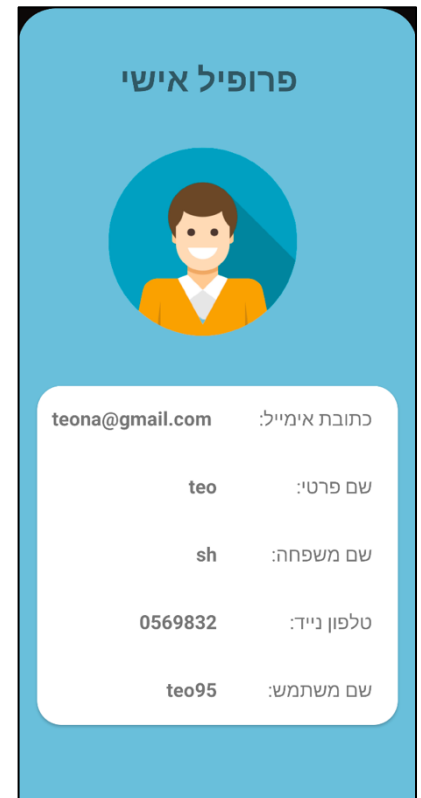 פרופיל אישי
כתובת אימייל: teona@gmail.com
שם פרטי: teo
שם משפחה: sh
טלפון נייד: 0569832
שם משתמש: teo95